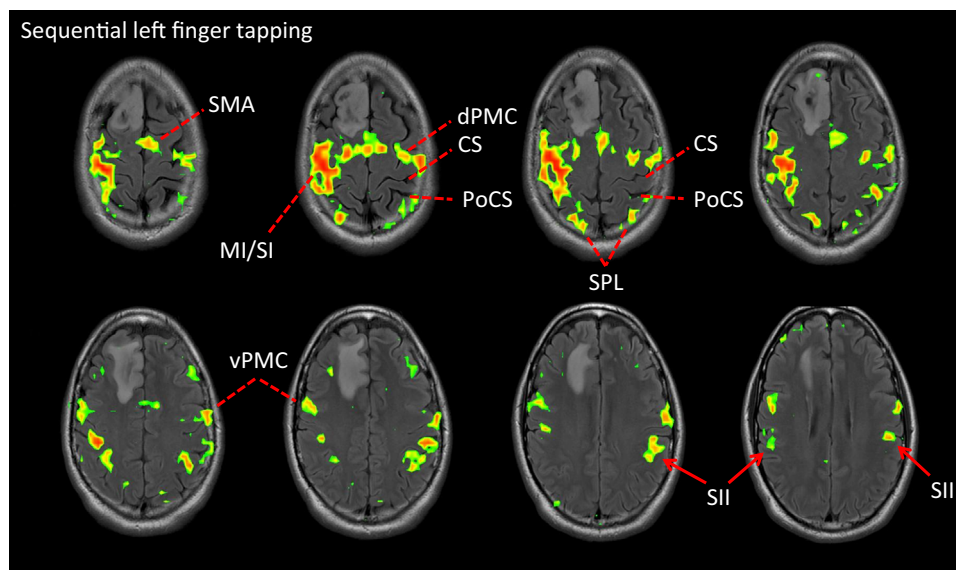 Sequential left finger tapping
SMA
dPMC
CS
CS
PoCS
PoCS
MI/SI
SPL
vPMC
SII
SII